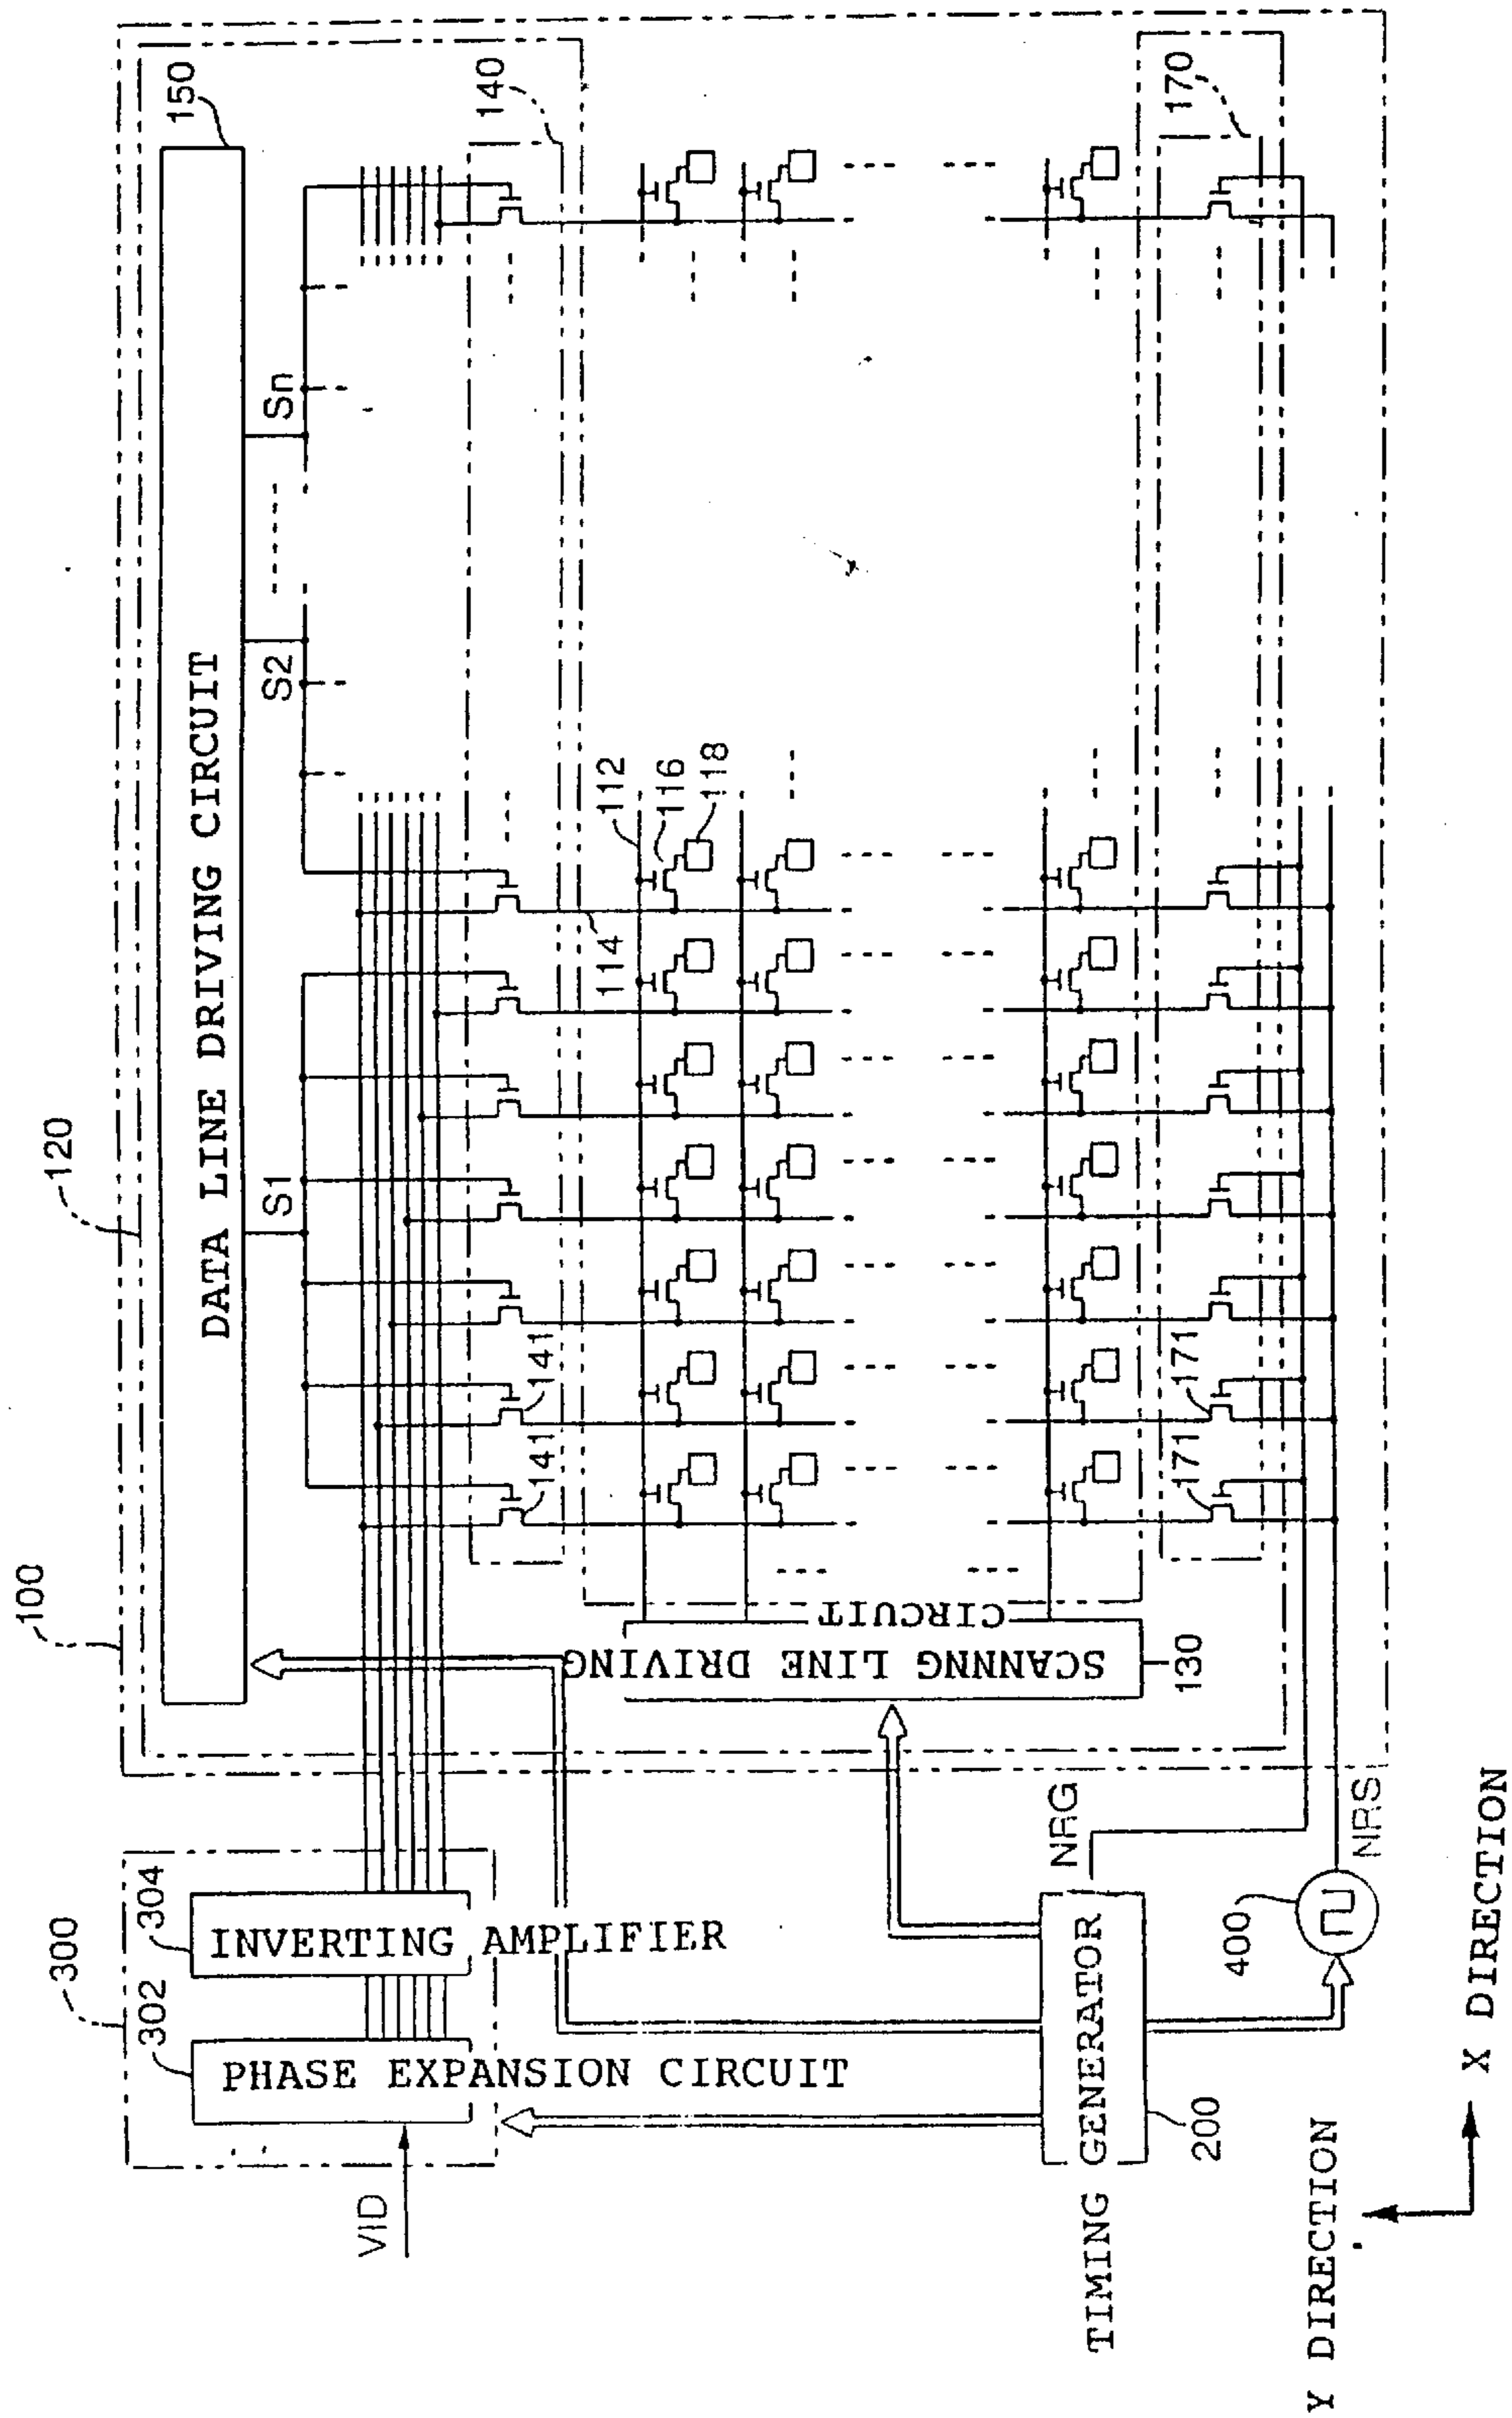 100
120
150
DATA LINE DRIVING CIRCUIT
S1
S2
Sn
140
300
302
304
PHASE EXPANSION CIRCUIT
INVERTING AMPLIFIER
VID
141
141
114
112
116
118
SCANNNG LINE DRIVING
CIRCUIT
130
171
171
170
TIMING GENERATOR
200
NRG
400
NRS
Y DIRECTION
X DIRECTION